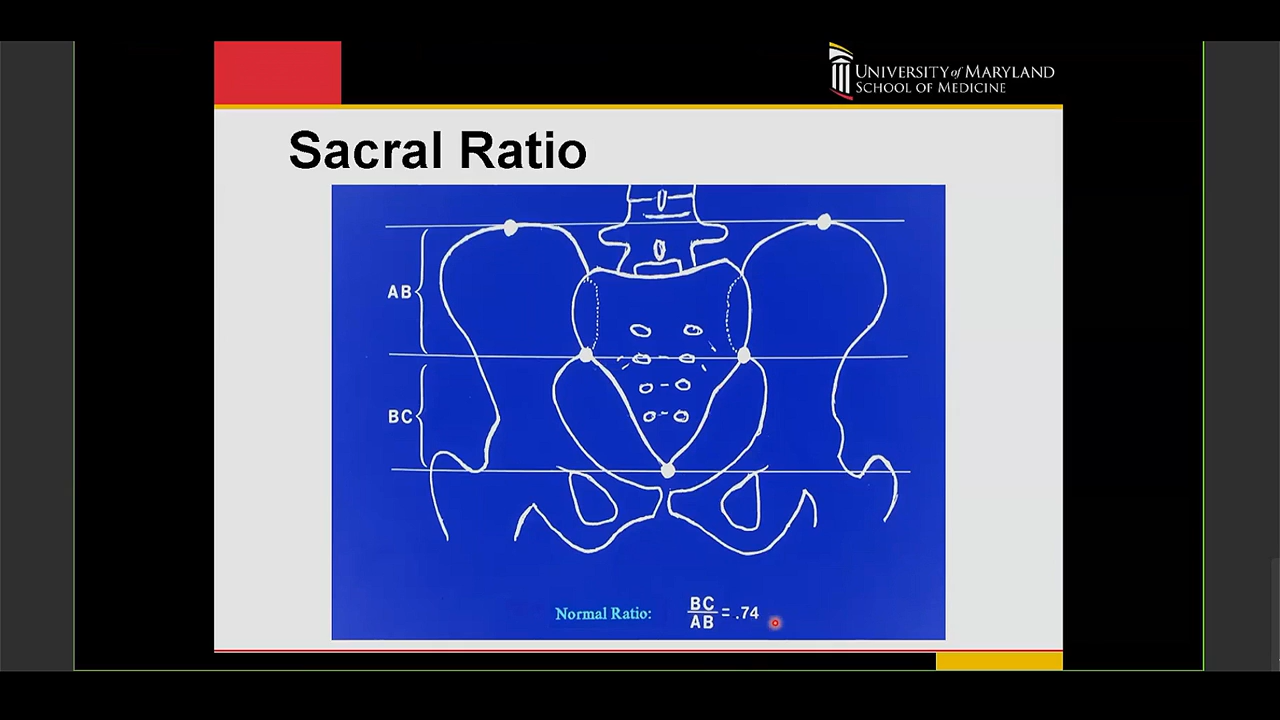 UNIVERSITY of MARYLAND
SCHOOL OF MEDICINE
Sacral Ratio
AB
BC
Normal Ratio:
BC
AB
= .74